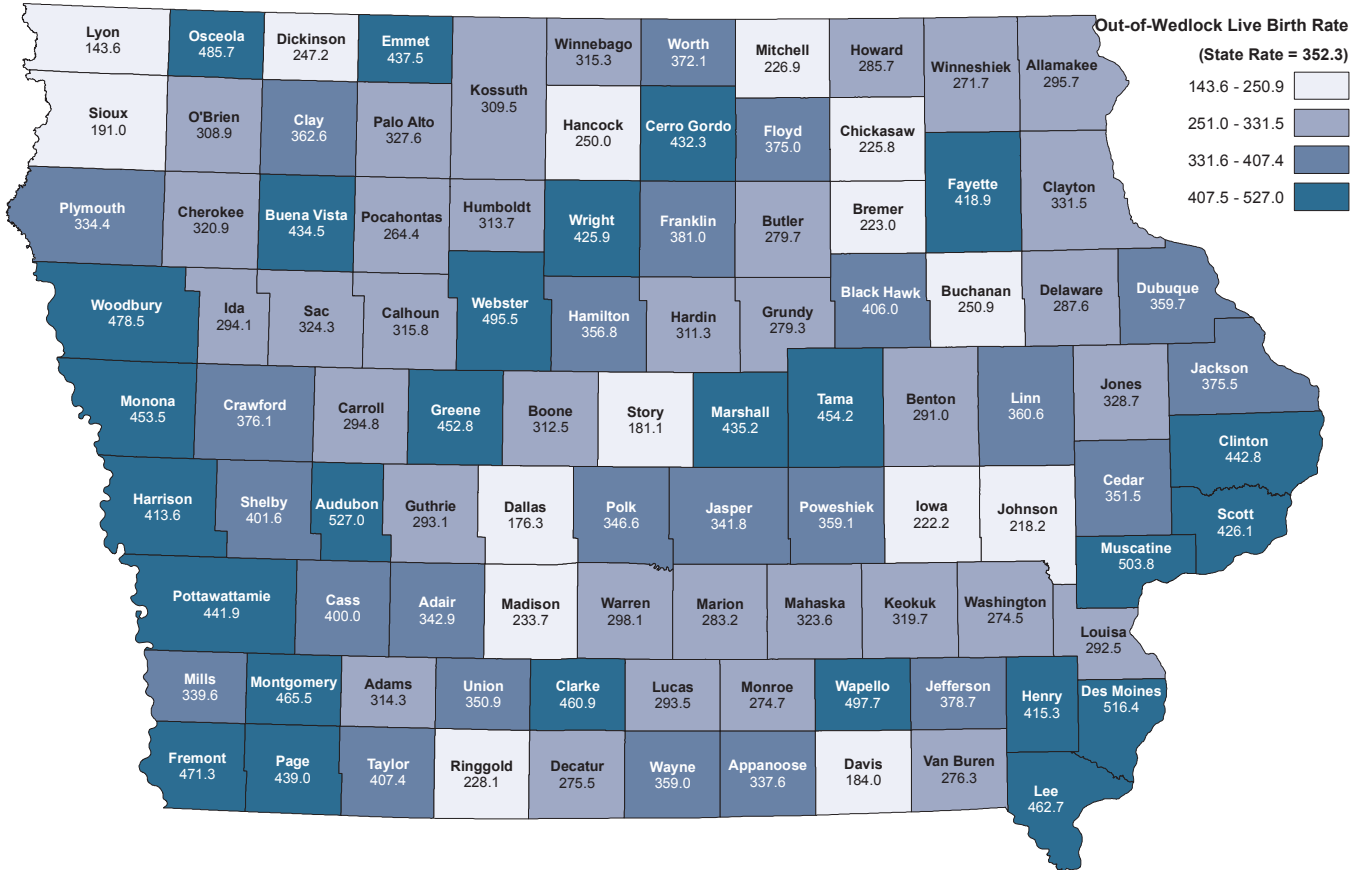 Out-of-Wedlock Live Birth Rate
(State Rate = 352.3)
143.6 - 250.9
251.0 - 331.5
331.6 - 407.4
407.5 - 527.0
Lyon
143.6
Osceola
485.7
Dickinson
247.2
Emmet
437.5
Kossuth
309.5
Winnebago
315.3
Worth
372.1
Mitchell
226.9
Howard
285.7
Winneshiek
271.7
Allamakee
295.7
Sioux
191.0
O'Brien
308.9
Clay
362.6
Palo Alto
327.6
Hancock
250.0
Cerro Gordo
432.3
Floyd
375.0
Chickasaw
225.8
Plymouth
334.4
Cherokee
320.9
Buena Vista
434.5
Pocahontas
264.4
Humboldt
313.7
Wright
425.9
Franklin
381.0
Butler
279.7
Bremer
223.0
Fayette
418.9
Clayton
331.5
Woodbury
478.5
Ida
294.1
Sac
324.3
Calhoun
315.8
Webster
495.5
Hamilton
356.8
Hardin
311.3
Grundy
279.3
Black Hawk
406.0
Buchanan
250.9
Delaware
287.6
Dubuque
359.7
Monona
453.5
Crawford
376.1
Carroll
294.8
Greene
452.8
Boone
312.5
Story
181.1
Marshall
435.2
Tama
454.2
Benton
291.0
Linn
360.6
Jones
328.7
Jackson
375.5
Clinton
442.8
Harrison
413.6
Shelby
401.6
Audubon
527.0
Guthrie
293.1
Dallas
176.3
Polk
346.6
Jasper
341.8
Poweshiek
359.1
Iowa
222.2
Johnson
218.2
Cedar
351.5
Scott
426.1
Muscatine
503.8
Pottawattamie
441.9
Cass
400.0
Adair
342.9
Madison
233.7
Warren
298.1
Marion
283.2
Mahaska
323.6
Keokuk
319.7
Washington
274.5
Louisa
292.5
Mills
339.6
Montgomery
465.5
Adams
314.3
Union
350.9
Clarke
460.9
Lucas
293.5
Monroe
274.7
Wapello
497.7
Jefferson
378.7
Henry
415.3
Des Moines
516.4
Fremont
471.3
Page
439.0
Taylor
407.4
Ringgold
228.1
Decatur
275.5
Wayne
359.0
Appanoose
337.6
Davis
184.0
Van Buren
276.3
Lee
462.7